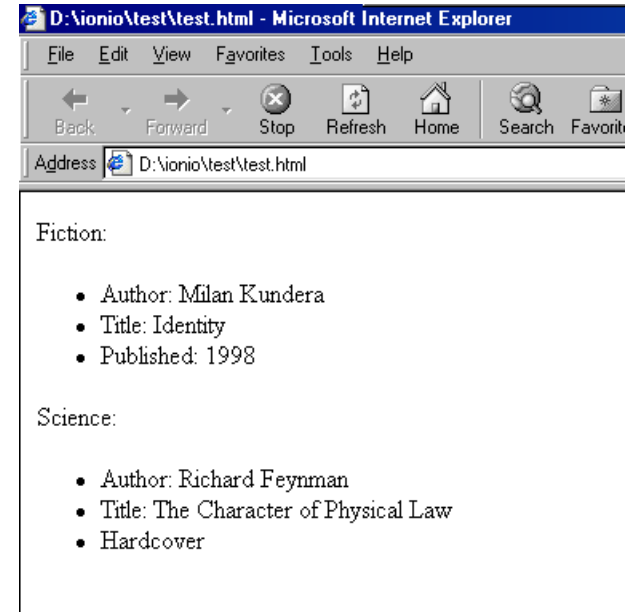 D:\ionio\test\test.html - Microsoft Internet Explorer
File Edit View Favorites Tools Help
Back Forward Stop Refresh Home Search Favorit
Address D:\ionio\test\test.html
Fiction:
• Author: Milan Kundera
• Title: Identity
• Published: 1998
Science:
• Author: Richard Feynman
• Title: The Character of Physical Law
• Hardcover